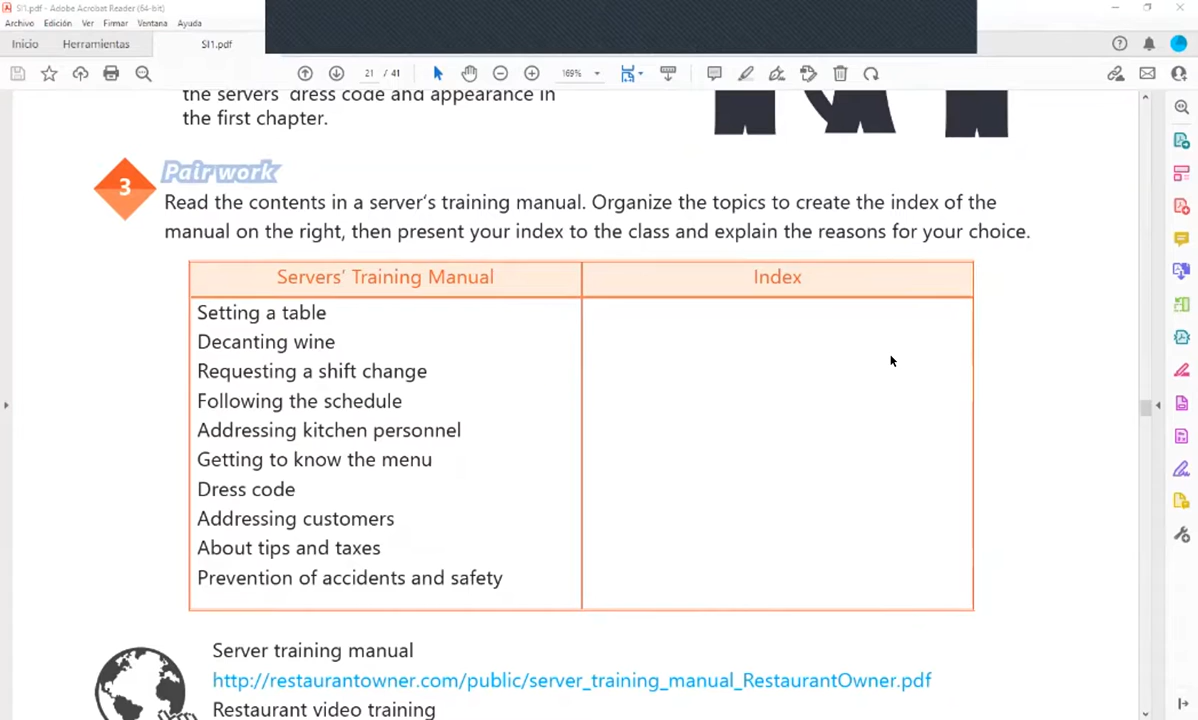 SI1.pdf - Adobe Acrobat Reader (64-bit)
Archivo Edición Ver Firmar Ventana Ayuda
Inicio Herramientas SI1.pdf
21 / 41 169%
the servers' dress code and appearance in
the first chapter.
3 Pair work
Read the contents in a server's training manual. Organize the topics to create the index of the
manual on the right, then present your index to the class and explain the reasons for your choice.
Servers' Training Manual Index
Setting a table
Decanting wine
Requesting a shift change
Following the schedule
Addressing kitchen personnel
Getting to know the menu
Dress code
Addressing customers
About tips and taxes
Prevention of accidents and safety
Server training manual
http://restaurantowner.com/public/server_training_manual_RestaurantOwner.pdf
Restaurant video training